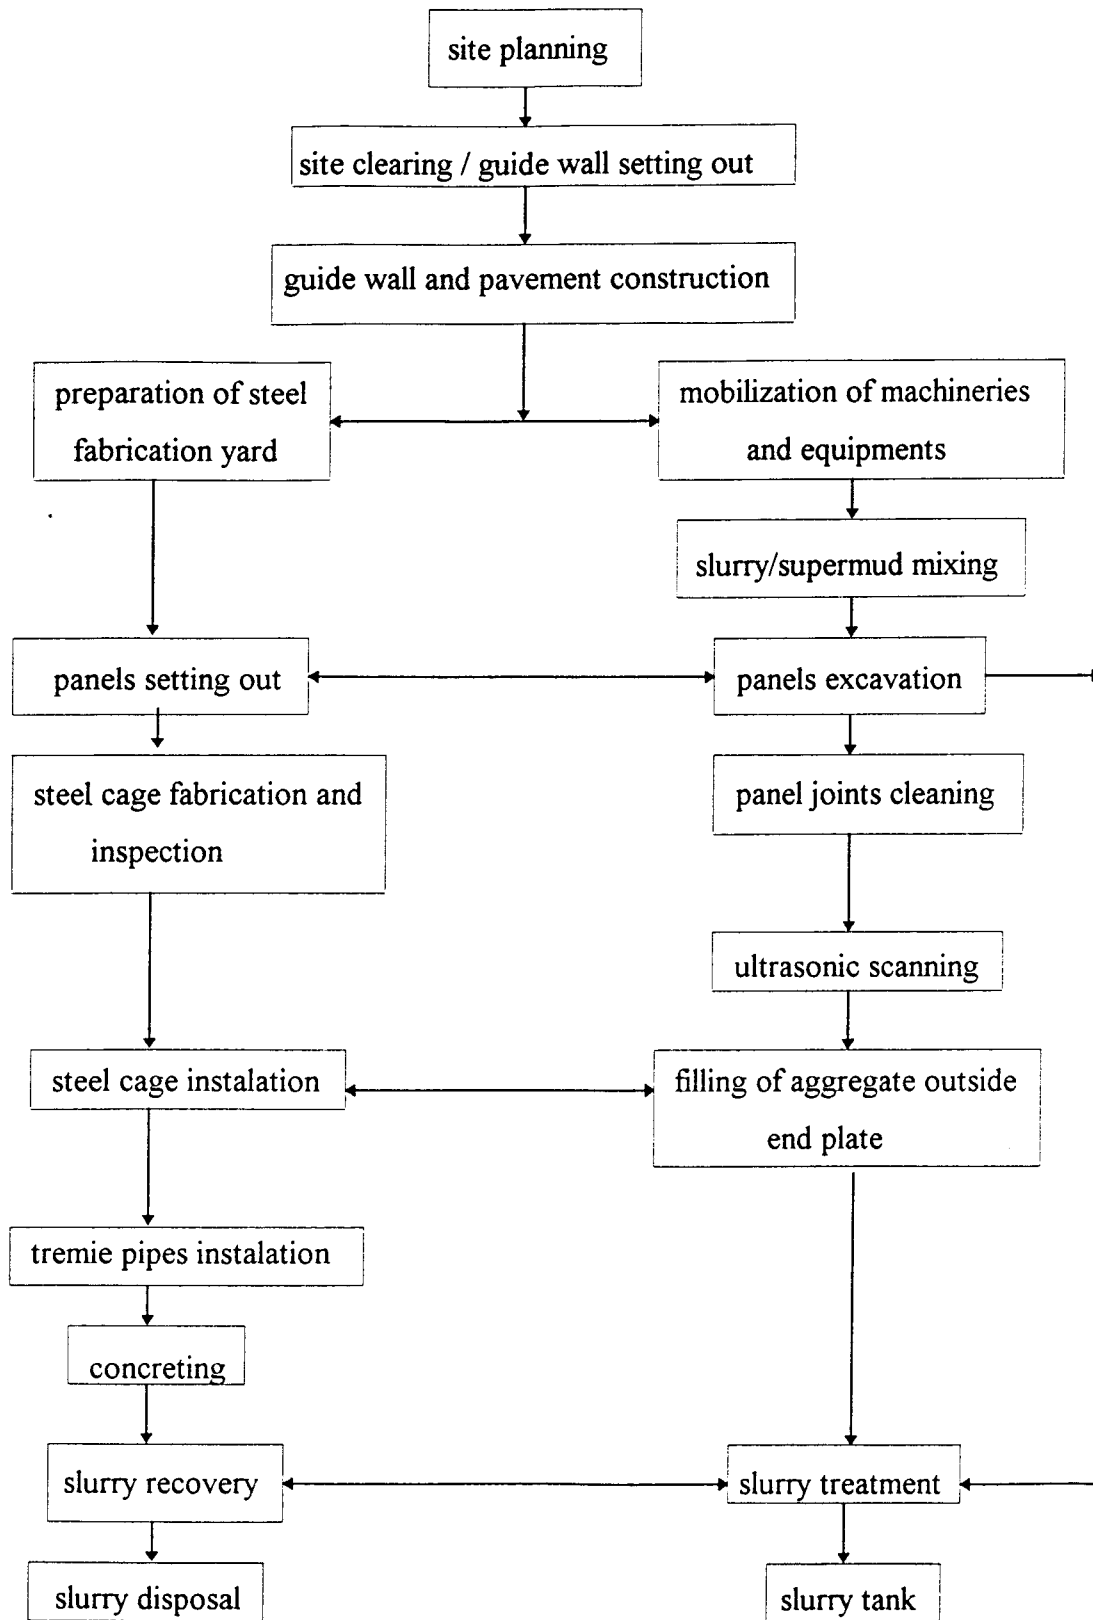 site planning
site clearing / guide wall setting out
guide wall and pavement construction
preparation of steel
fabrication yard
mobilization of machineries
and equipments
slurry/supermud mixing
panels setting out
panels excavation
steel cage fabrication and
inspection
panel joints cleaning
ultrasonic scanning
steel cage instalation
filling of aggregate outside
end plate
tremie pipes instalation
concreting
slurry recovery
slurry treatment
slurry disposal
slurry tank